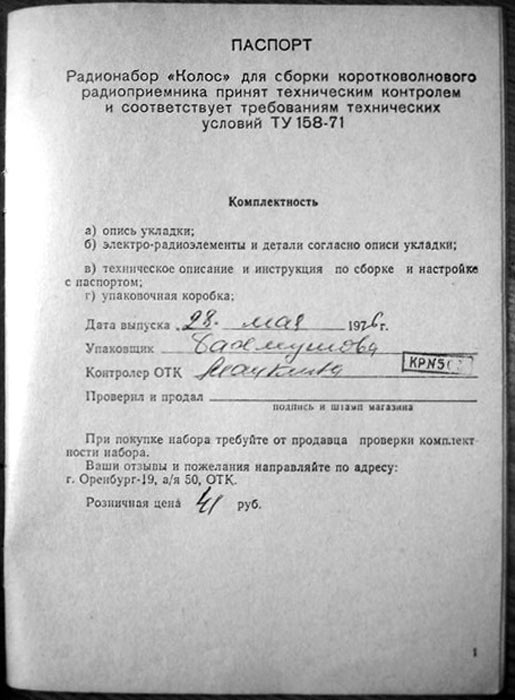 ПАСПОРТ
Радионабор «Колос» для сборки коротковолнового
радиоприемника принят техническим контролем
и соответствует требованиям технических
условий ТУ 158-71
Комплектность
а) опись укладки;
б) электро-радиоэлементы и детали согласно описи укладки;
в) техническое описание и инструкция по сборке и настройке
с паспортом;
г) упаковочная коробка;
Дата выпуска „28. мая 1976 г.
Упаковщик
Контролер ОТК КРN5
Проверил и продал
подпись и штамп магазина
При покупке набора требуйте от продавца проверки комплект
ности набора.
Ваши отзывы и пожелания направляйте по адресу:
г. Оренбург-19, а/я 50, ОТК.
Розничная цена 41 руб.
1